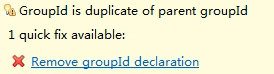 GroupId is duplicate of parent groupId
1 quick fix available:
Remove groupId declaration